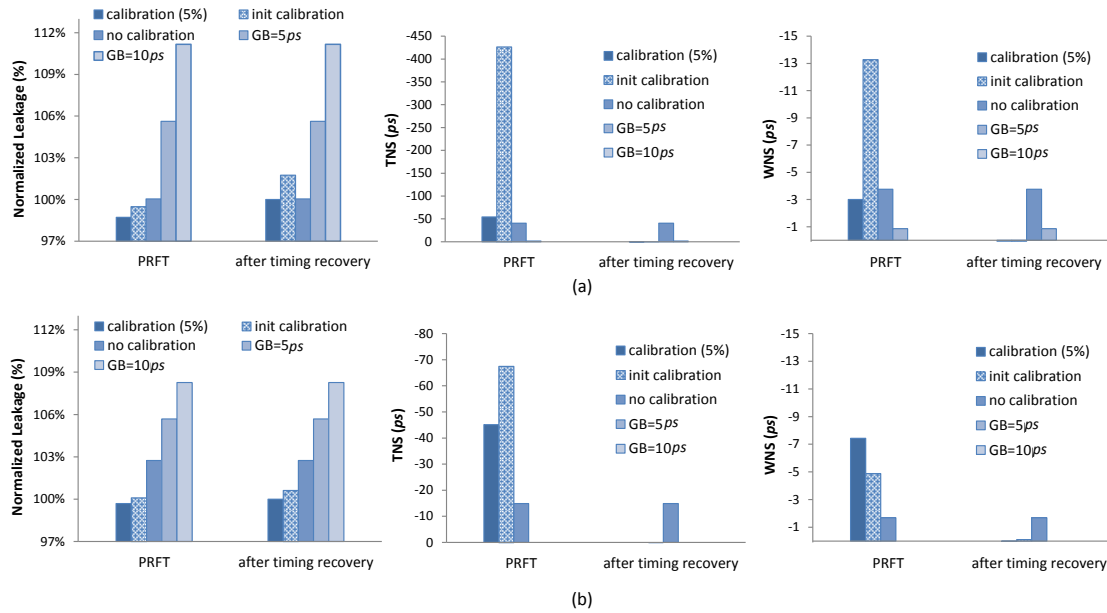 calibration (5%)
init calibration
no calibration
GB=5ps
GB=10ps
112%
109%
106%
103%
100%
97%
Normalized Leakage (%)
PRFT
after timing recovery
-450
-400
-350
-300
-250
-200
-150
-100
-50
0
TNS (ps)
calibration (5%)
init calibration
no calibration
GB=5ps
GB=10ps
PRFT
after timing recovery
-15
-13
-11
-9
-7
-5
-3
-1
WNS (ps)
calibration (5%)
init calibration
no calibration
GB=5ps
GB=10ps
PRFT
after timing recovery
(a)
calibration (5%)
init calibration
no calibration
GB=5ps
GB=10ps
112%
109%
106%
103%
100%
97%
Normalized Leakage (%)
PRFT
after timing recovery
-80
-70
-60
-50
-40
-30
-20
-10
0
TNS (ps)
calibration (5%)
init calibration
no calibration
GB=5ps
GB=10ps
PRFT
after timing recovery
-15
-13
-11
-9
-7
-5
-3
-1
WNS (ps)
calibration (5%)
init calibration
no calibration
GB=5ps
GB=10ps
PRFT
after timing recovery
(b)